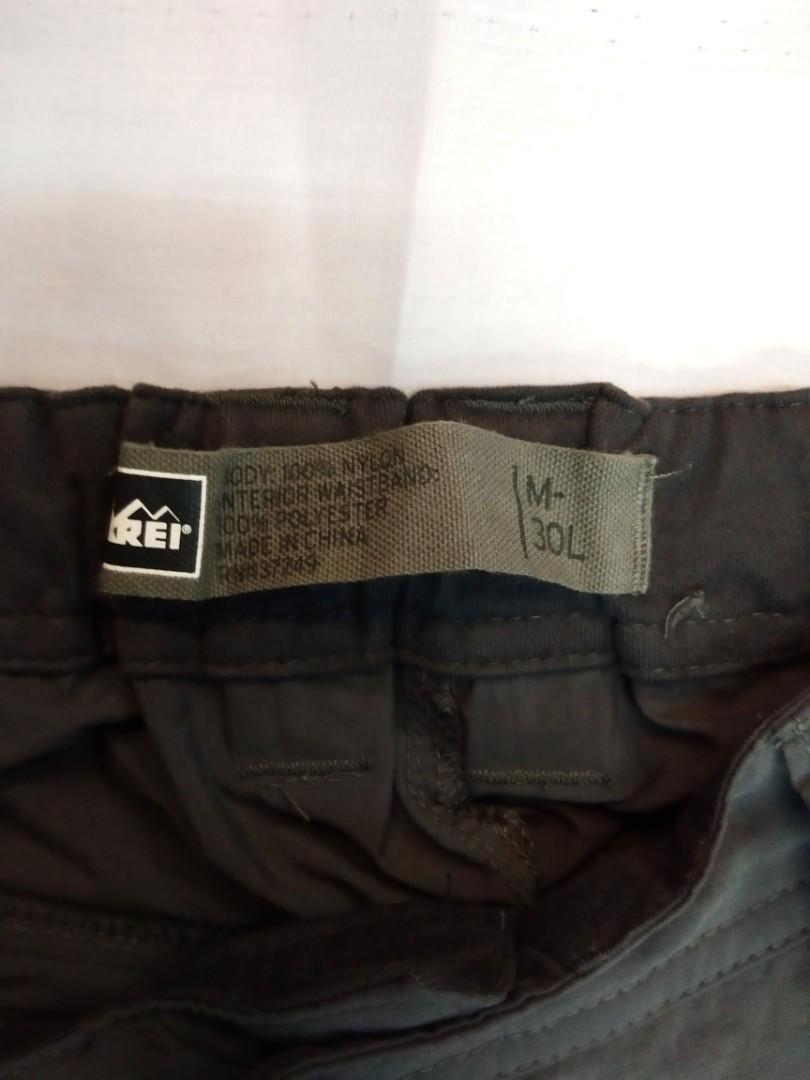 REI®
BODY: 100% NYLON
INTERIOR WAISTBAND:
100% POLYESTER
MADE IN CHINA
M-
30L